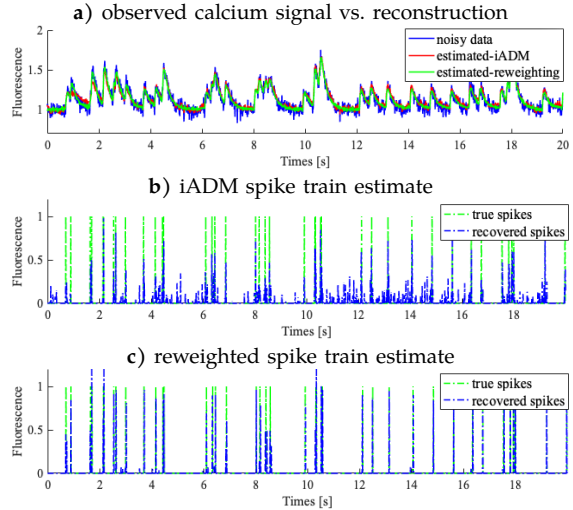 a) observed calcium signal vs. reconstruction
2
1.5
1
Fluorescence
noisy data
estimated-iADM
estimated-reweighting
0 2 4 6 8 10 12 14 16 18 20
Times [s]
b) iADM spike train estimate
1
0.5
0
Fluorescence
true spikes
recovered spikes
0 2 4 6 8 10 12 14 16 18
Times [s]
c) reweighted spike train estimate
1
0.5
0
Fluorescence
true spikes
recovered spikes
0 2 4 6 8 10 12 14 16 18
Times [s]